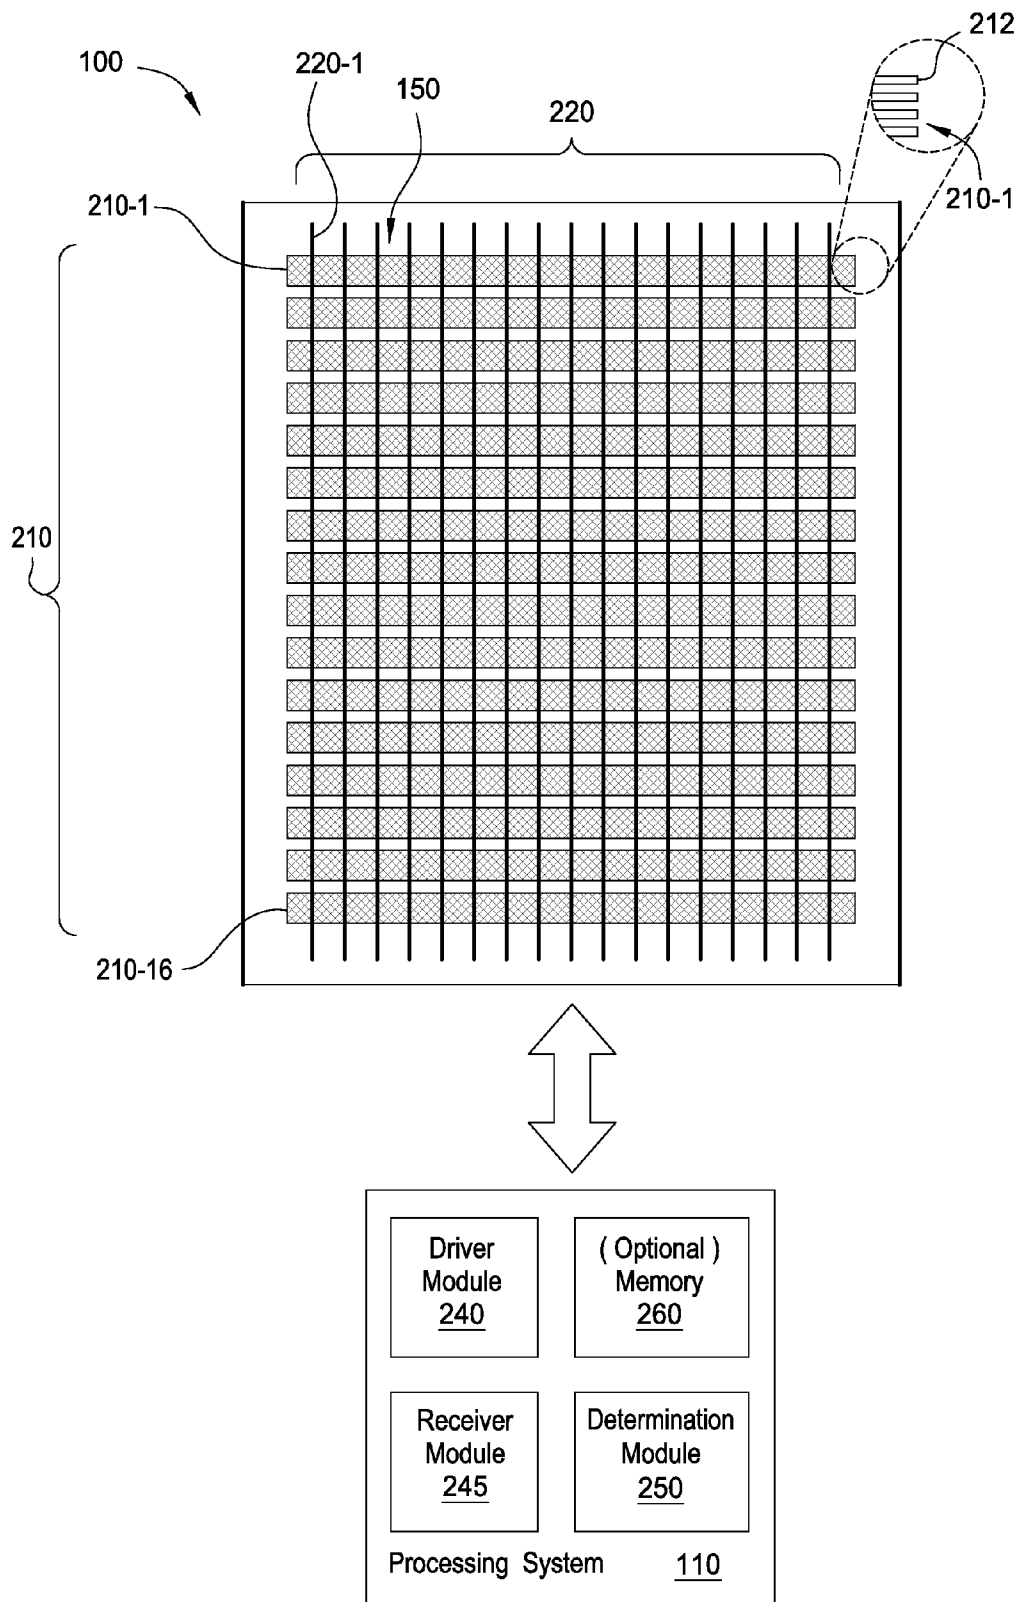 100
220-1
150
220
212
210-1
210-1
210
210-16
Driver
Module
240
( Optional )
Memory
260
Receiver
Module
245
Determination
Module
250
Processing System 110